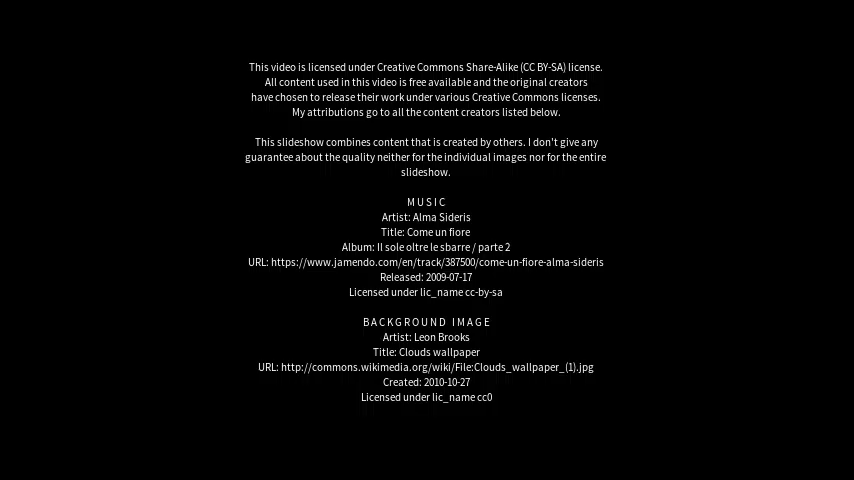 This video is licensed under Creative Commons Share-Alike (CC BY-SA) license.
All content used in this video is free available and the original creators
have chosen to release their work under various Creative Commons licenses.
My attributions go to all the content creators listed below.
This slideshow combines content that is created by others. I don't give any
guarantee about the quality neither for the individual images nor for the entire
slideshow.
MUSIC
Artist: Alma Sideris
Title: Come un fiore
Album: Il sole oltre le sbarre / parte 2
URL: https://www.jamendo.com/en/track/387500/come-un-fiore-alma-sideris
Released: 2009-07-17
Licensed under lic_name cc-by-sa
BACKGROUND IMAGE
Artist: Leon Brooks
Title: Clouds wallpaper
URL: http://commons.wikimedia.org/wiki/File:Clouds_wallpaper_(1).jpg
Created: 2010-10-27
Licensed under lic_name cc0